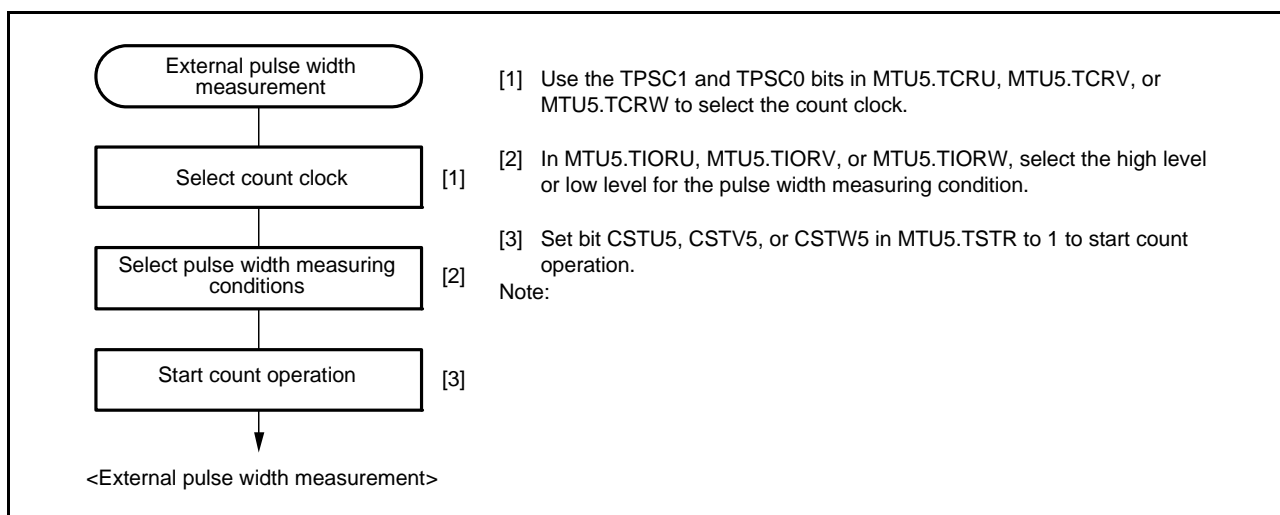 External pulse width
measurement
Select count clock
[1]
Select pulse width measuring
conditions
[2]
Start count operation
[3]
<External pulse width measurement>
[1] Use the TPSC1 and TPSC0 bits in MTU5.TCRU, MTU5.TCRV, or
MTU5.TCRW to select the count clock.
[2] In MTU5.TIORU, MTU5.TIORV, or MTU5.TIORW, select the high level
or low level for the pulse width measuring condition.
[3] Set bit CSTU5, CSTV5, or CSTW5 in MTU5.TSTR to 1 to start count
operation.
Note: